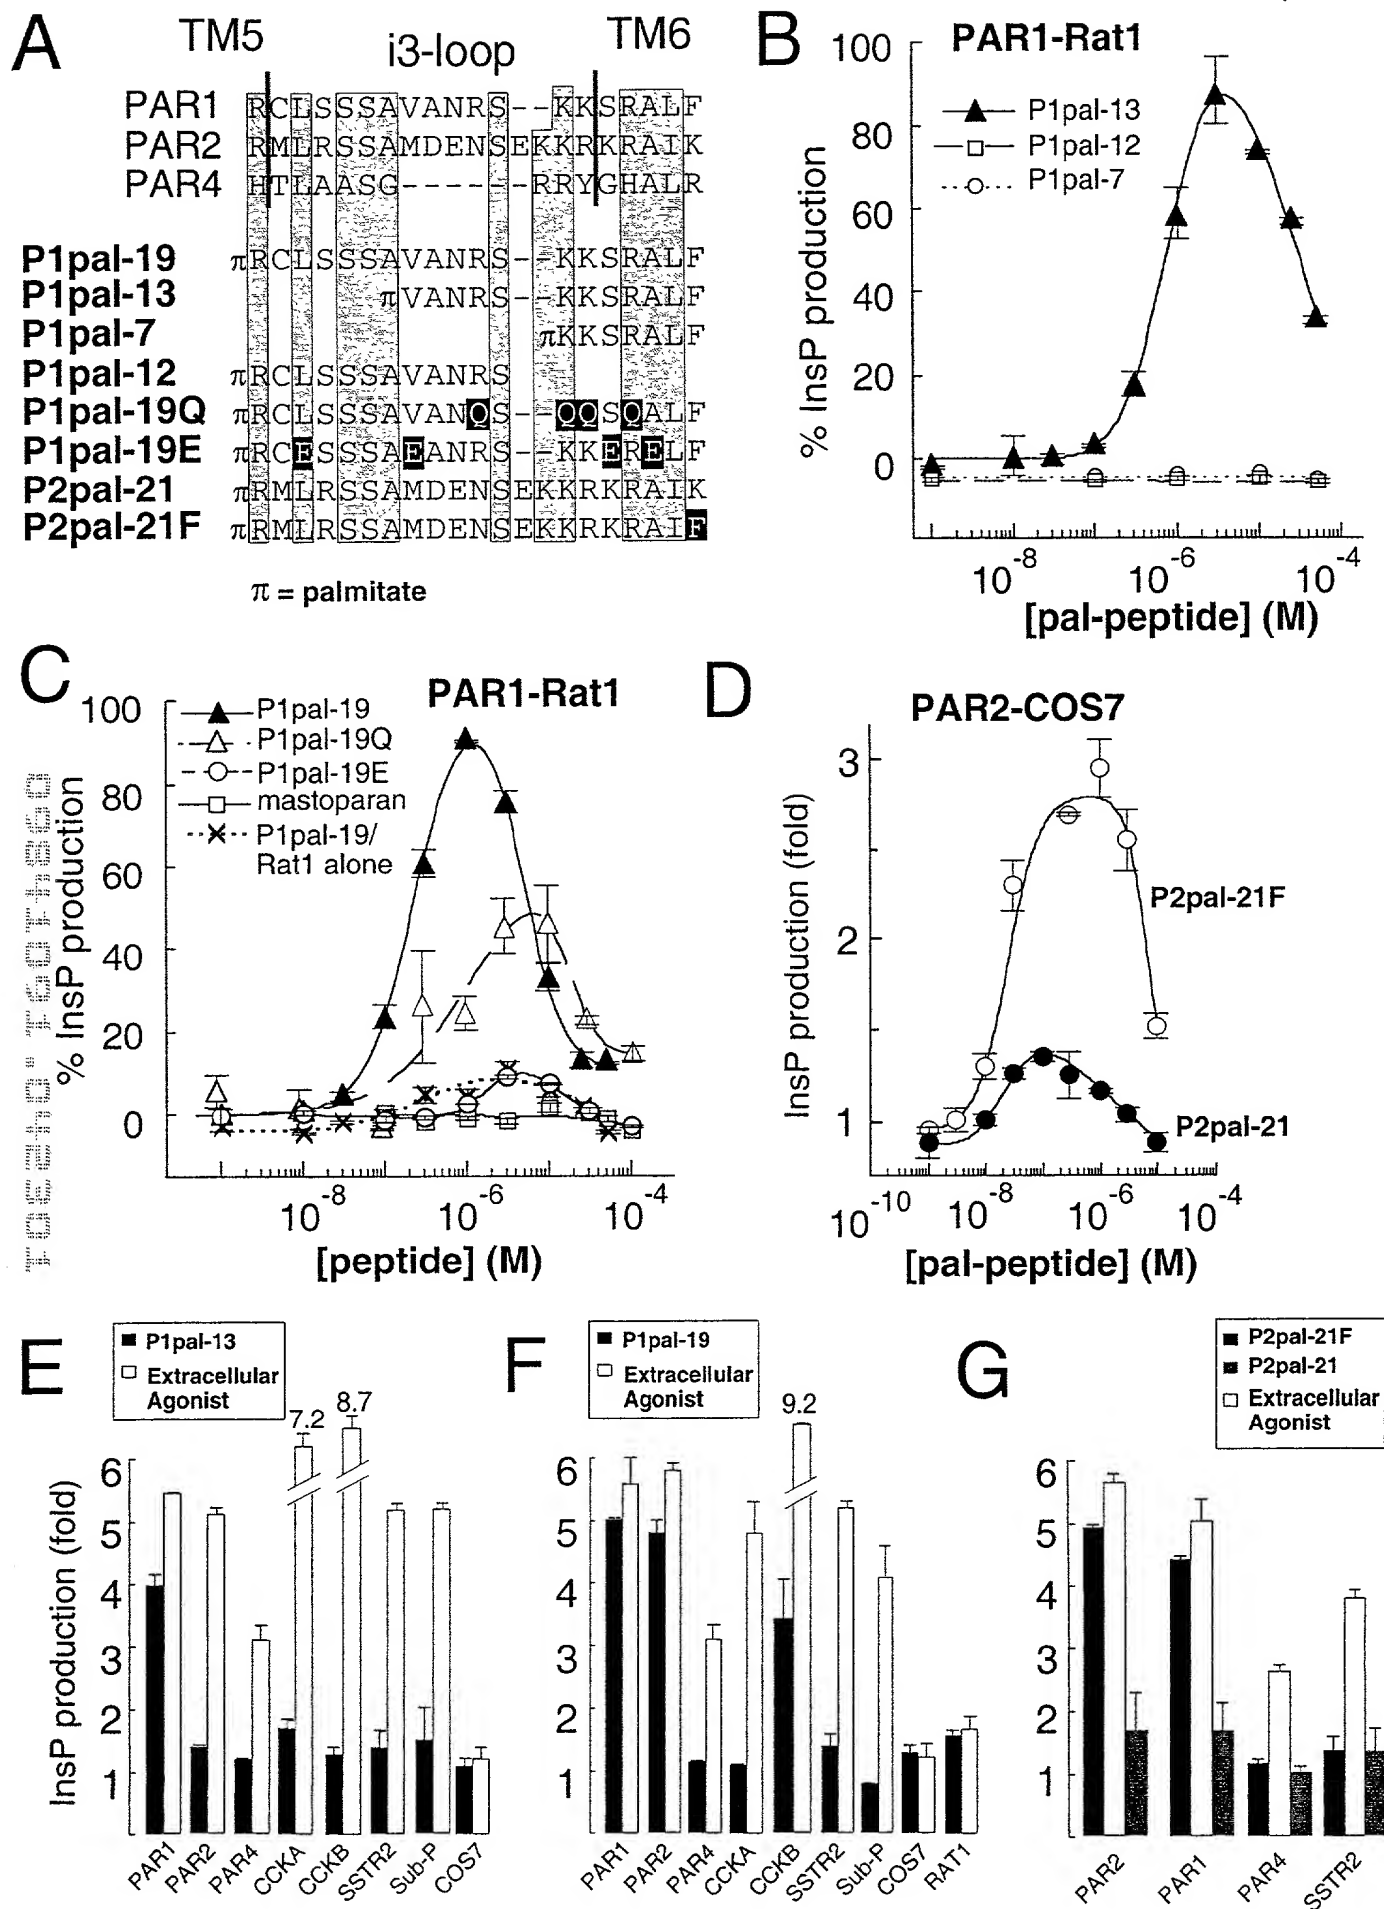 A
TM5
i3-loop
TM6
PAR1 RCLSSSAVANRS--KKSRALF
PAR2 RMLRSSAMDENSEKKRKRAIK
PAR4 HTLAASG------RRYGHALR
P1pal-19 πRCLSSSAVANRS--KKSRALF
P1pal-13 πVANRS--KKSRALF
P1pal-7 πKKSRALF
P1pal-12 πRCLSSSAVANRS
P1pal-19Q πRCLSSSAVANQS--QQSQALF
P1pal-19E πRCESSSAEANRS--KKERELF
P2pal-21 πRMLRSSAMDENSEKKRKRAIK
P2pal-21F πRMLRSSAMDENSEKKRKRAIF
π = palmitate
B
PAR1-Rat1
P1pal-13
P1pal-12
P1pal-7
% InsP production
100
80
60
40
20
0
10-8 10-6 10-4
[pal-peptide] (M)
C
PAR1-Rat1
P1pal-19
P1pal-19Q
P1pal-19E
mastoparan
P1pal-19/
Rat1 alone
% InsP production
100
80
60
40
20
0
10-8 10-6 10-4
[peptide] (M)
D
PAR2-COS7
InsP production (fold)
3
2
1
P2pal-21F
P2pal-21
10-10 10-8 10-6 10-4
[pal-peptide] (M)
E
P1pal-13
Extracellular
Agonist
7.2
8.7
InsP production (fold)
6
5
4
3
2
1
PAR1 PAR2 PAR4 CCKA CCKB SSTR2 Sub-P COS7
F
P1pal-19
Extracellular
Agonist
9.2
6
5
4
3
2
1
PAR1 PAR2 PAR4 CCKA CCKB SSTR2 Sub-P COS7 RAT1
G
P2pal-21F
P2pal-21
Extracellular
Agonist
6
5
4
3
2
1
PAR2 PAR1 PAR4 SSTR2